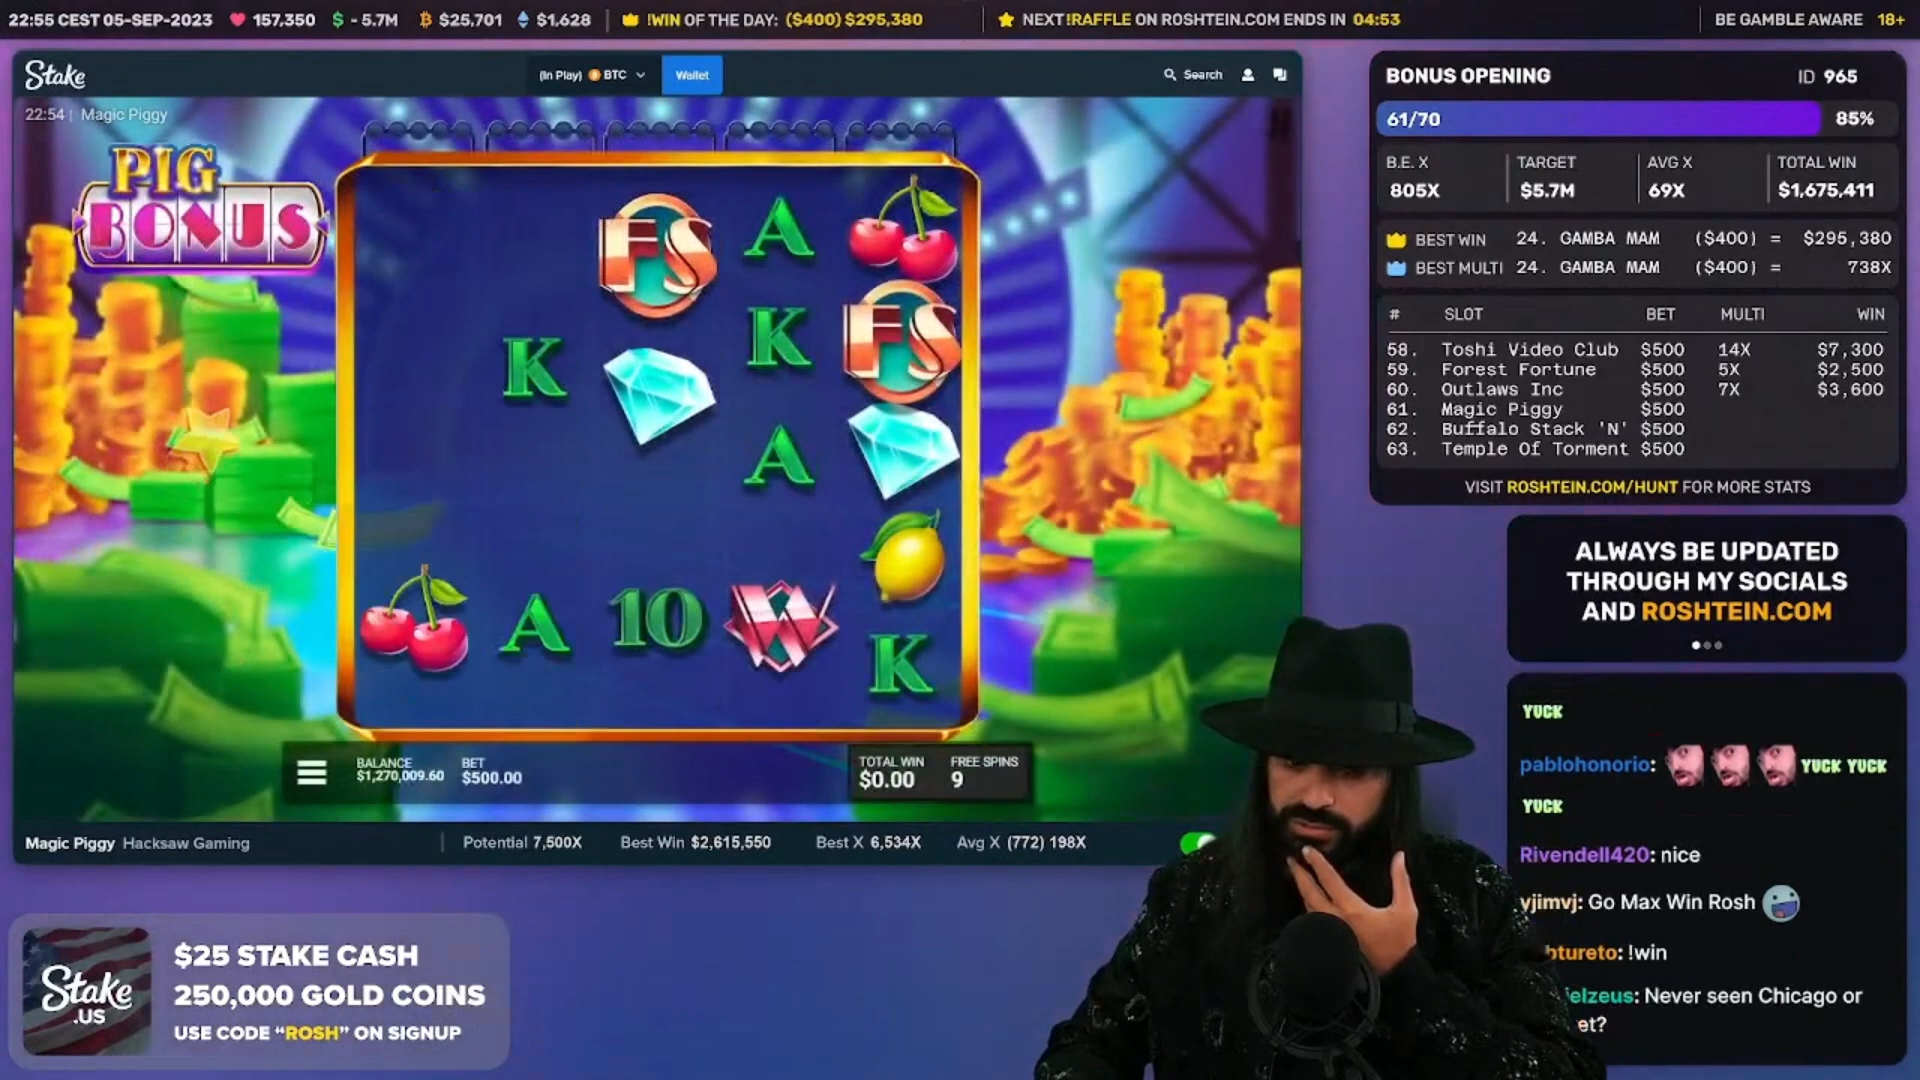 22:55 CEST 05-SEP-2023 157,350 $ - 5.7M $25,701 $1,628 !WIN OF THE DAY: ($400) $295,380 NEXT !RAFFLE ON ROSHTEIN.COM ENDS IN 04:53 BE GAMBLE AWARE 18+
Stake (In Play) BTC Wallet Search
22:54 | Magic Piggy
PIG
BONUS
FS A
K K FS
A
A 10 W K
BALANCE BET TOTAL WIN FREE SPINS
$1,270,009.60 $500.00 $0.00 9
Magic Piggy Hacksaw Gaming Potential 7,500X Best Win $2,615,550 Best X 6,534X Avg X (772) 198X
BONUS OPENING ID 965
61/70 85%
B.E. X TARGET AVG X TOTAL WIN
805X $5.7M 69X $1,675,411
BEST WIN 24. GAMBA MAM ($400) = $295,380
BEST MULTI 24. GAMBA MAM ($400) = 738X
# SLOT BET MULTI WIN
58. Toshi Video Club $500 14X $7,300
59. Forest Fortune $500 5X $2,500
60. Outlaws Inc $500 7X $3,600
61. Magic Piggy $500
62. Buffalo Stack 'N' $500
63. Temple Of Torment $500
VISIT ROSHTEIN.COM/HUNT FOR MORE STATS
ALWAYS BE UPDATED
THROUGH MY SOCIALS
AND ROSHTEIN.COM
YUCK
pablohonorio: YUCK YUCK
YUCK
Rivendell420: nice
yjimvj: Go Max Win Rosh
btureto: !win
elzeus: Never seen Chicago or
et?
Stake
.US
$25 STAKE CASH
250,000 GOLD COINS
USE CODE “ROSH” ON SIGNUP